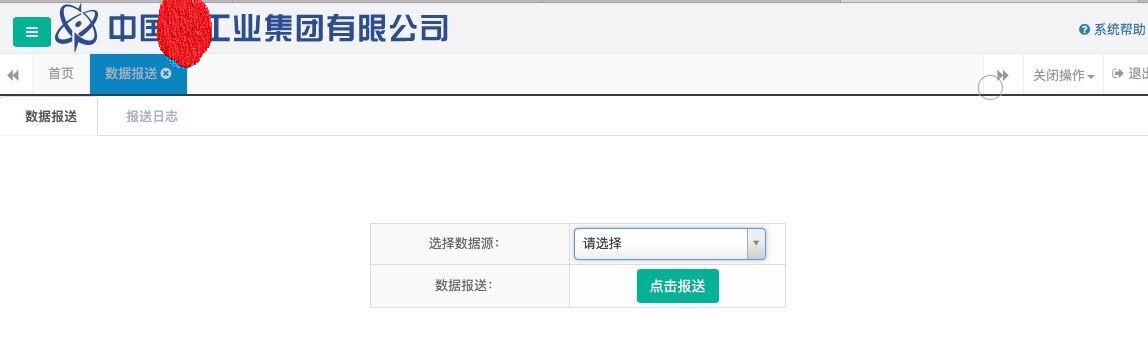 中国工业集团有限公司
系统帮助
首页
数据报送
关闭操作
退出
数据报送
报送日志
选择数据源：
请选择
数据报送：
点击报送